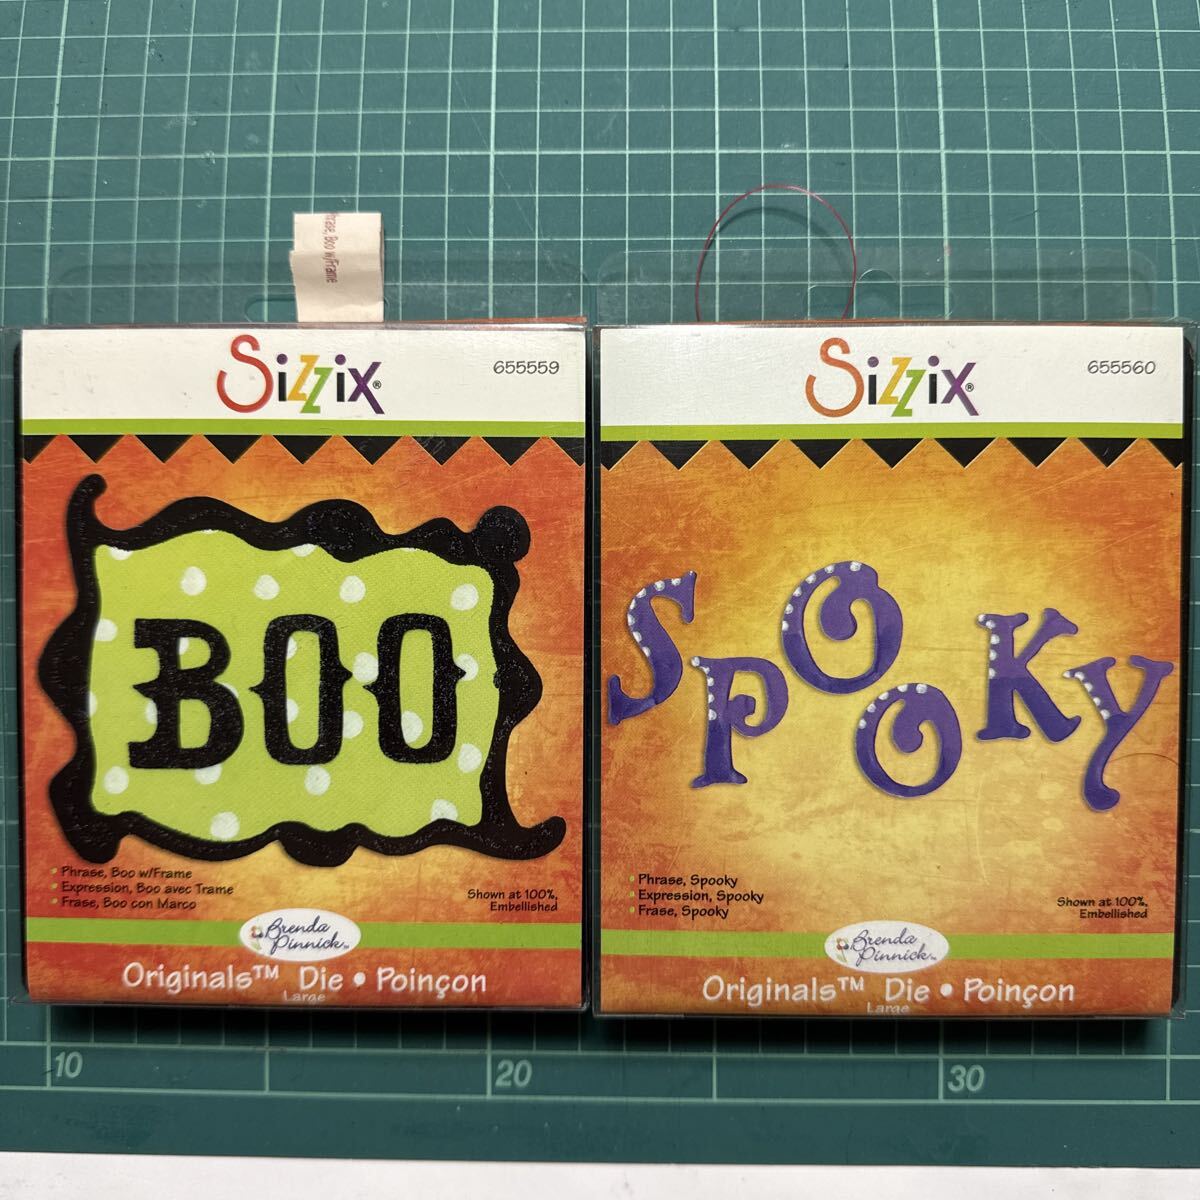 Phrase, Boo w/Frame
Sizzix®
655559
BOO
Phrase, Boo w/Frame
Expression, Boo avec Trame
Frase, Boo con Marco
Shown at 100%,
Embellished
Brenda
Pinnick™
Originals™ Die • Poinçon
Large
Sizzix®
655560
SPOOKY
Phrase, Spooky
Expression, Spooky
Frase, Spooky
Shown at 100%,
Embellished
Brenda
Pinnick™
Originals™ Die • Poinçon
Large
10
20
30